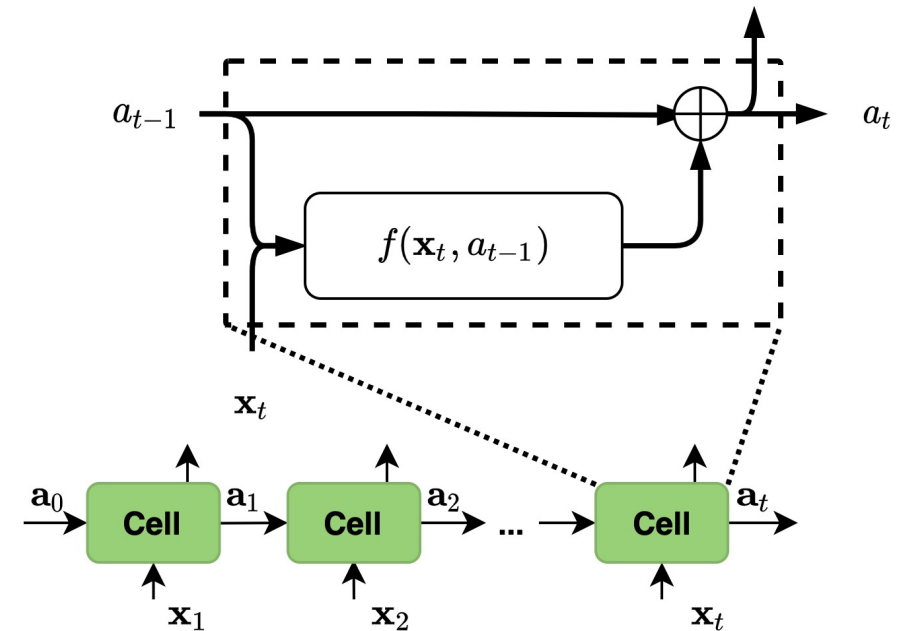 a_{t−1}
a_t
f(x_t, a_{t−1})
x_t
a_0 a_1 a_2 a_t
Cell Cell ... Cell
x_1 x_2 x_t